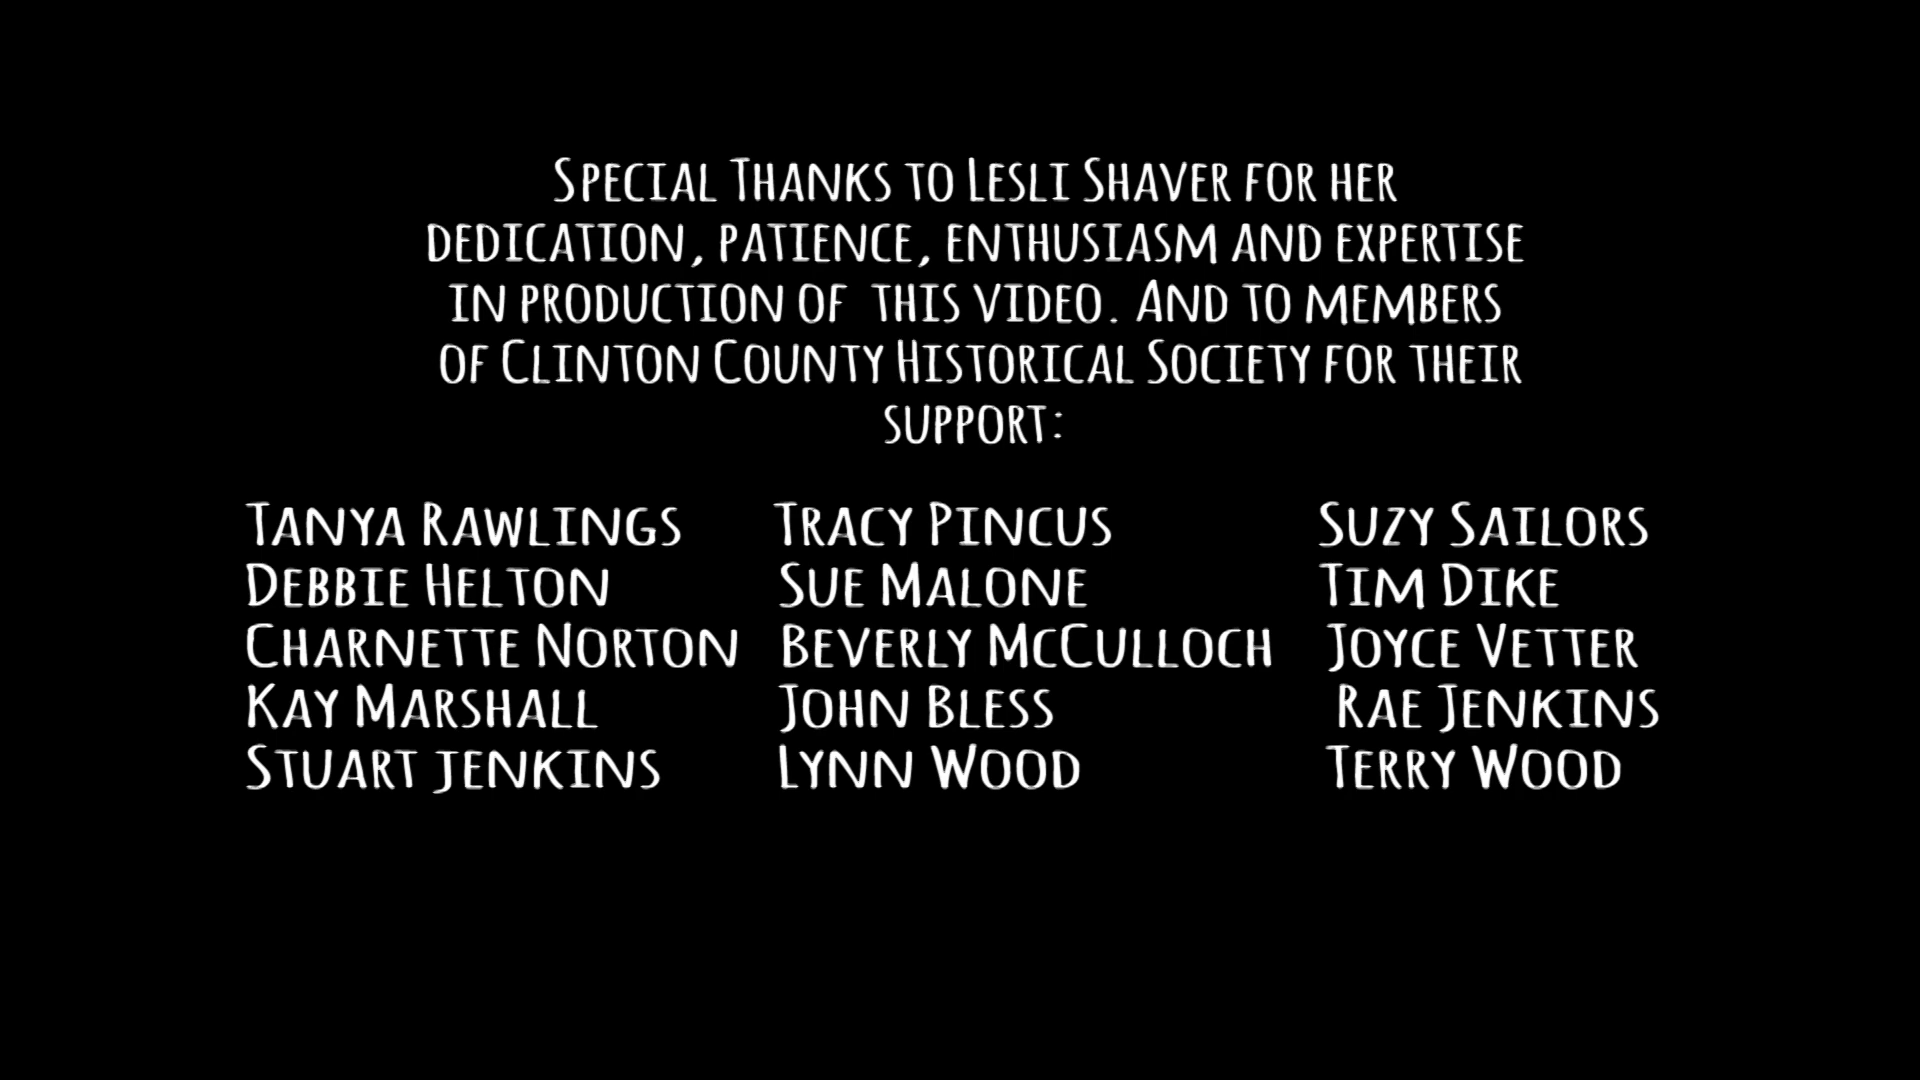 Special Thanks to Lesli Shaver for her
dedication, patience, enthusiasm and expertise
in production of this video. And to members
of Clinton County Historical Society for their
support:
Tanya Rawlings Tracy Pincus Suzy Sailors
Debbie Helton Sue Malone Tim Dike
Charnette Norton Beverly McCulloch Joyce Vetter
Kay Marshall John Bless Rae Jenkins
Stuart jenkins Lynn Wood Terry Wood